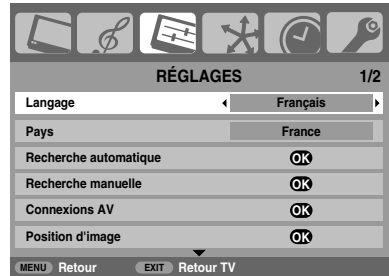 RÉGLAGES 1/2
Langage Français
Pays France
Recherche automatique OK
Recherche manuelle OK
Connexions AV OK
Position d'image OK
MENU Retour EXIT Retour TV